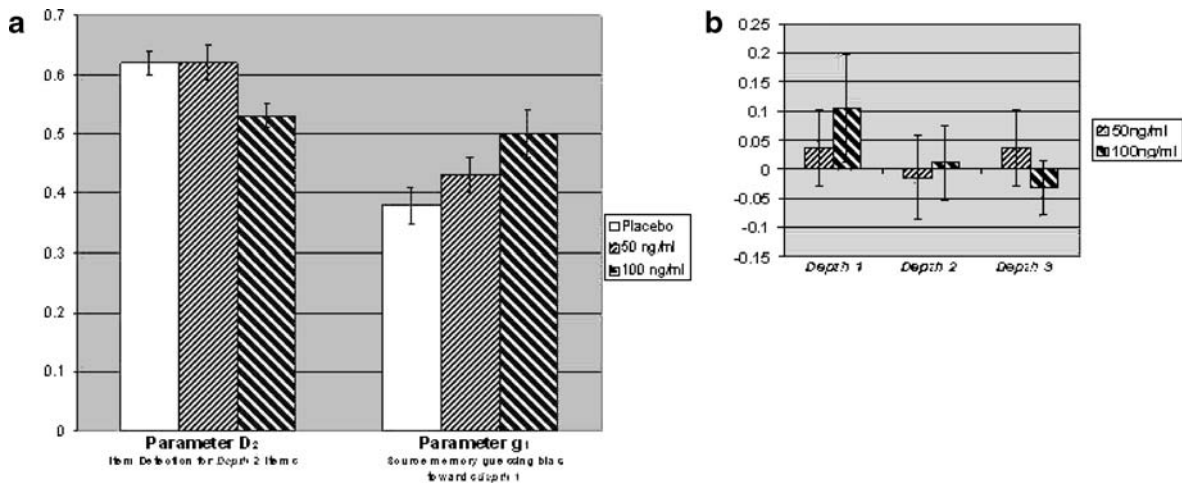 a
0.7
0.6
0.5
0.4
0.3
0.2
0.1
0
Parameter D2
Item Detection for Depth 2 Items
Parameter g1
Source memory guessing bias
towards depth 1
Placebo
50 ng/ml
100 ng/ml
b
0.25
0.2
0.15
0.1
0.05
0
-0.05
-0.1
-0.15
Depth 1
Depth 2
Depth 3
50ng/ml
100ng/ml